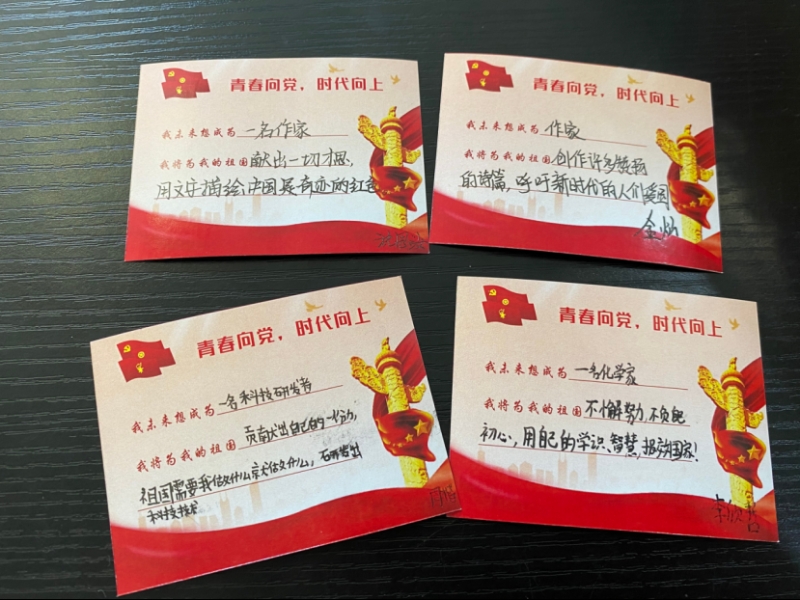 青春向党，时代向上
我未来想成为 一名作家
我将为我的祖国 献出一切才思，
用文字描绘中国最奇迹的红色
青春向党，时代向上
我未来想成为 作家
我将为我的祖国 创作许多
的诗篇，呼吁新时代的人们爱国
青春向党，时代向上
我未来想成为 一名科技研发者
我将为我的祖国 贡献出自己的一份力，
祖国需要我做什么就做什么，研发出
科技技术
青春向党，时代向上
我未来想成为 一名化学家
我将为我的祖国 不懈努力，不负
初心，用自己的学识、智慧，报效国家！